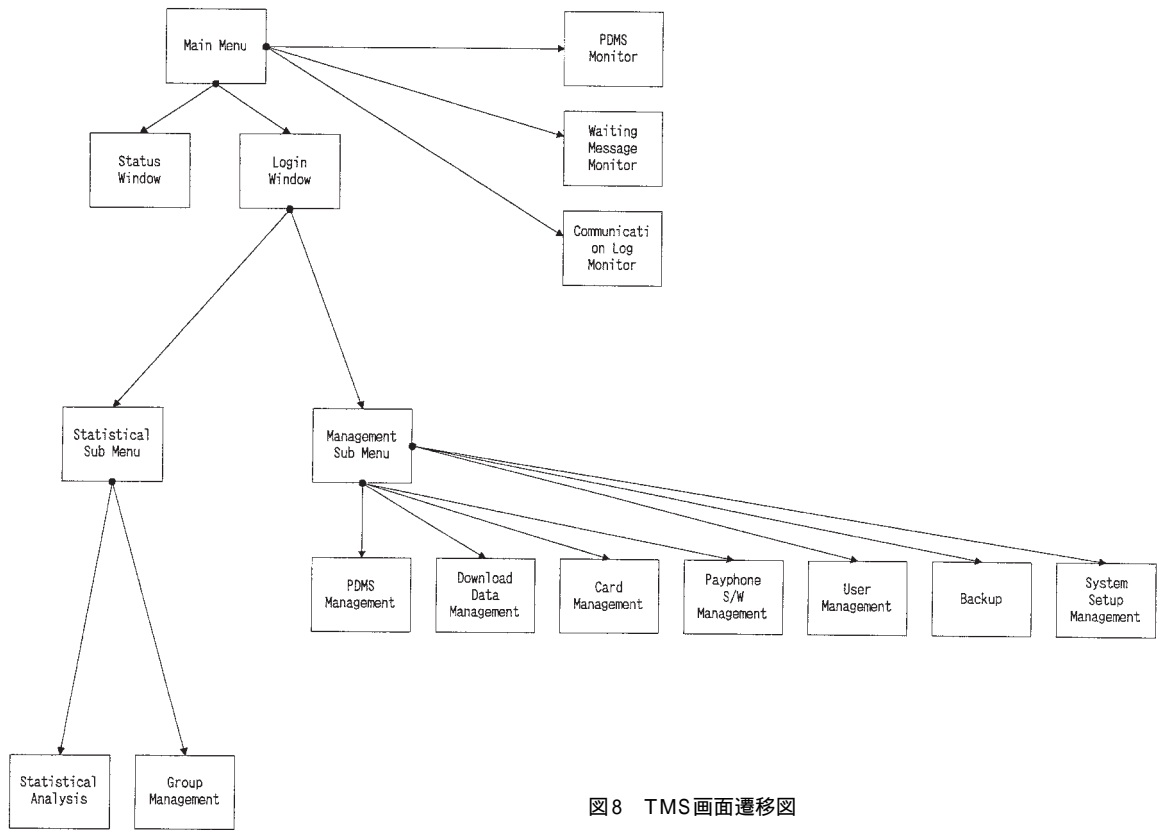 Main Menu
PDMS
Monitor
Status
Window
Login
Window
Waiting
Message
Monitor
Communicati
on Log
Monitor
Statistical
Sub Menu
Management
Sub Menu
PDMS
Management
Download
Data
Management
Card
Management
Payphone
S/W
Management
User
Management
Backup
System
Setup
Management
Statistical
Analysis
Group
Management
図8 TMS画面遷移図